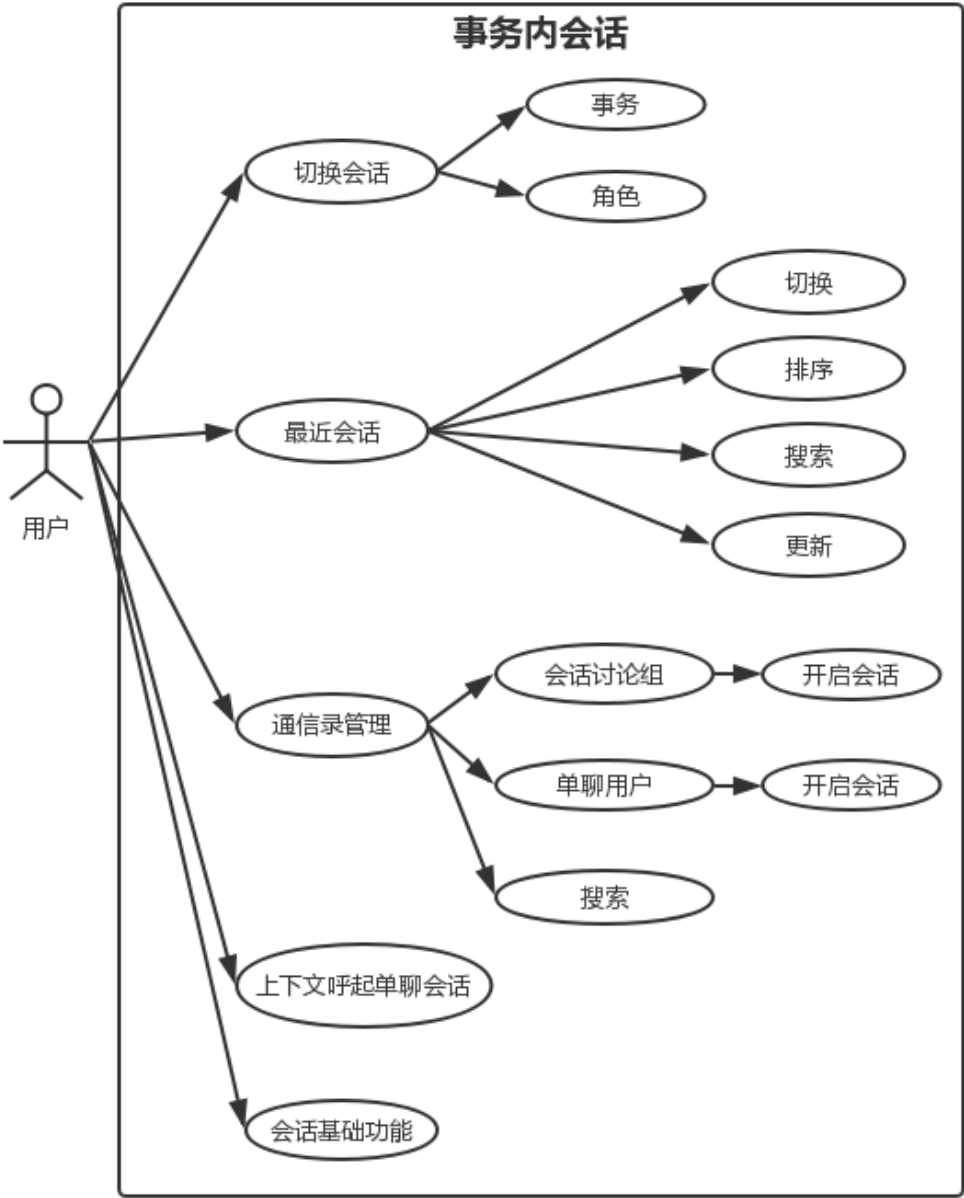 事务内会话
事务
切换会话
角色
切换
排序
最近会话
搜索
用户
更新
会话讨论组
开启会话
通信录管理
单聊用户
开启会话
搜索
上下文呼起单聊会话
会话基础功能